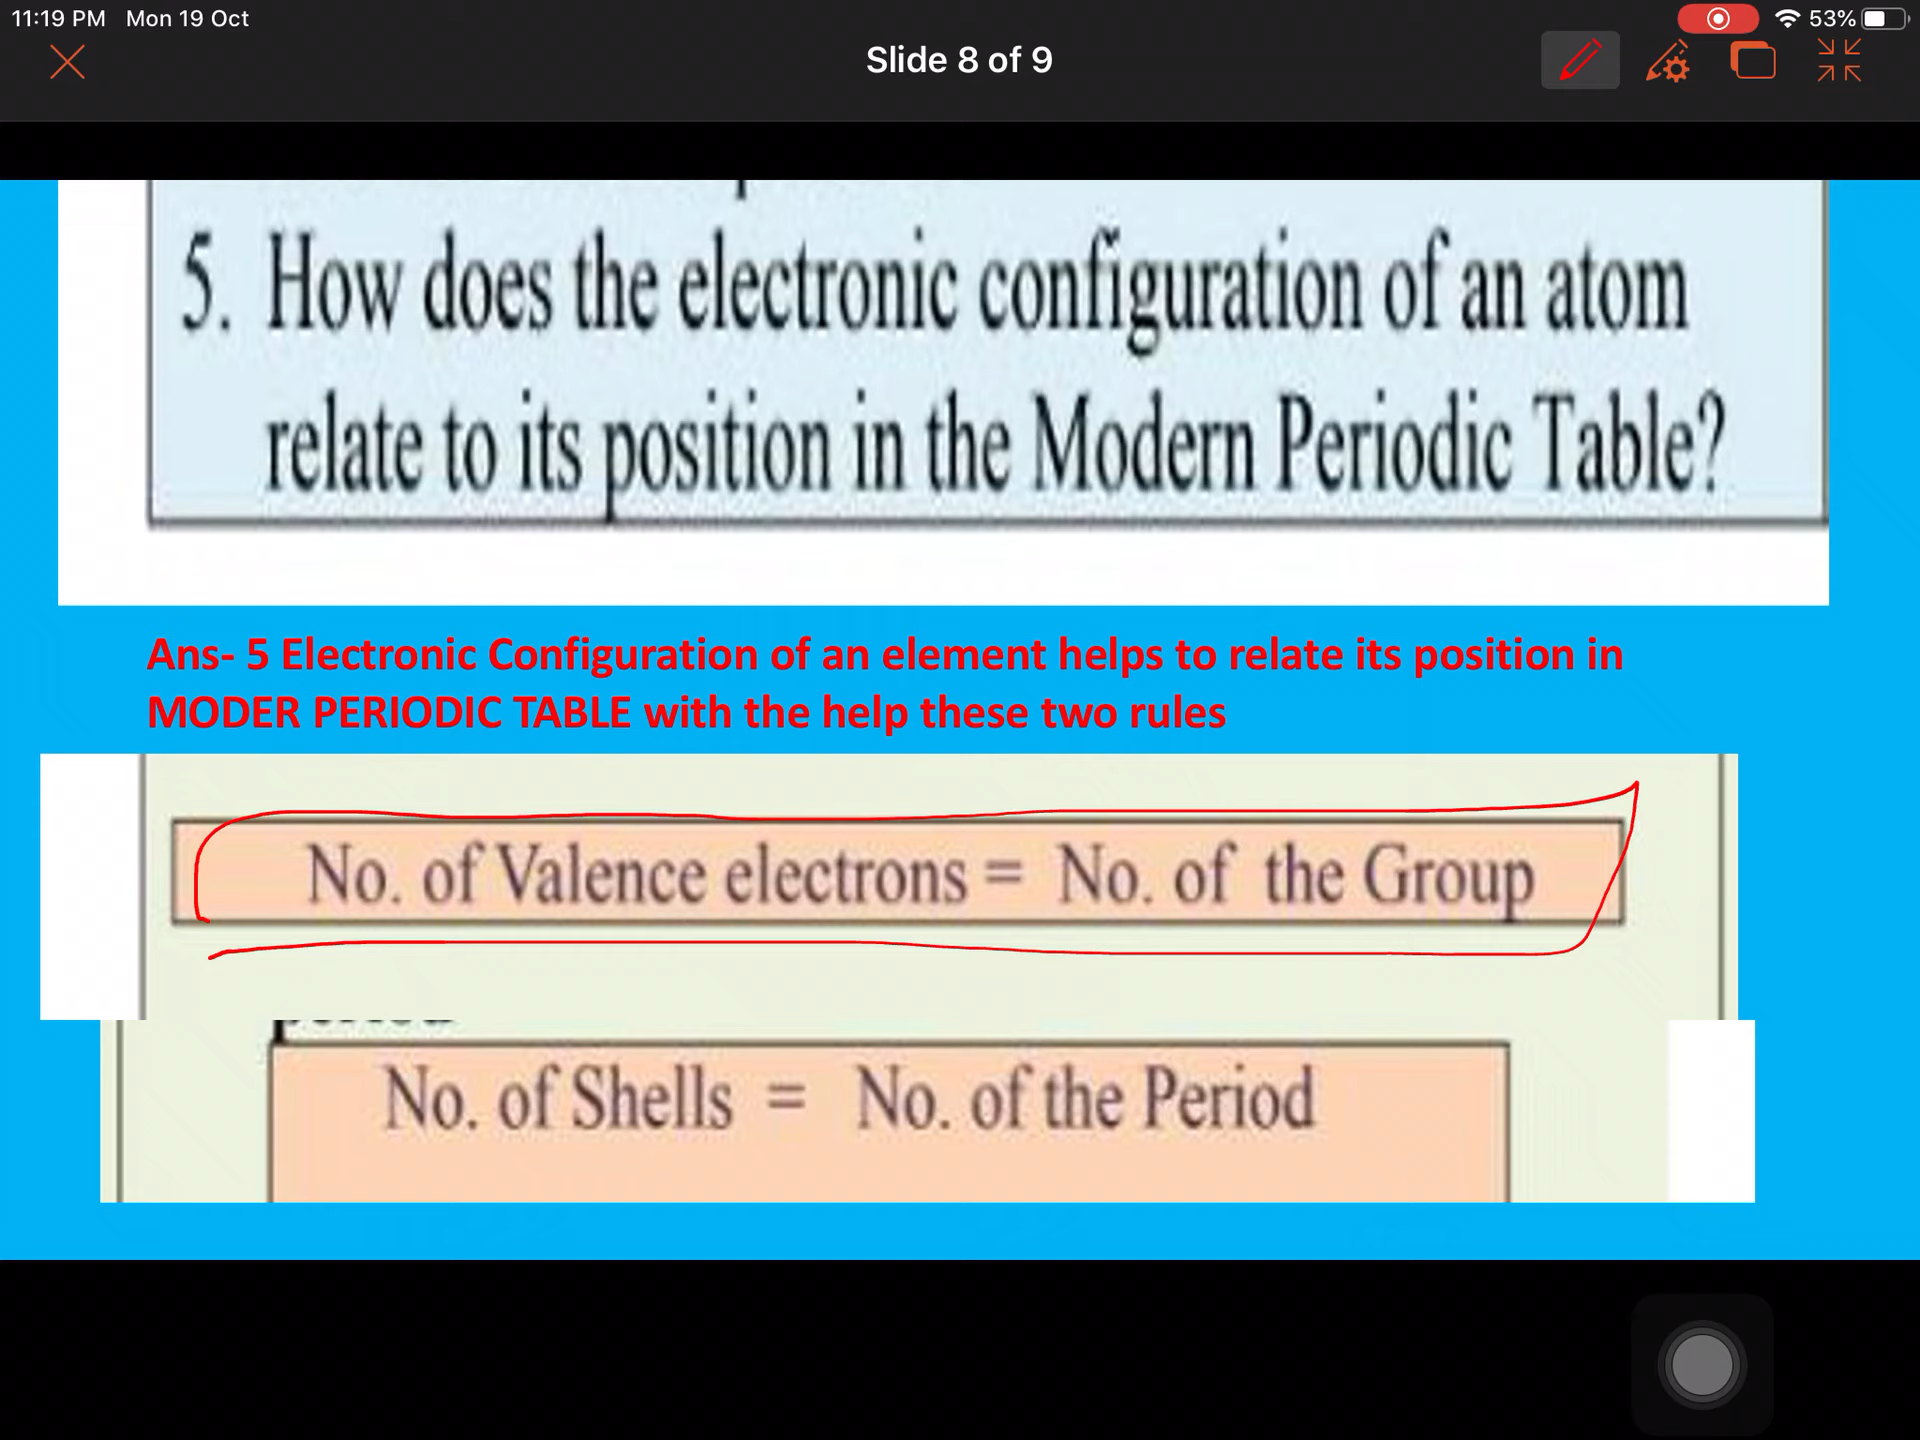 11:19 PM Mon 19 Oct
53%
Slide 8 of 9
5. How does the electronic configuration of an atom
relate to its position in the Modern Periodic Table?
Ans- 5 Electronic Configuration of an element helps to relate its position in
MODER PERIODIC TABLE with the help these two rules
No. of Valence electrons = No. of the Group
No. of Shells = No. of the Period